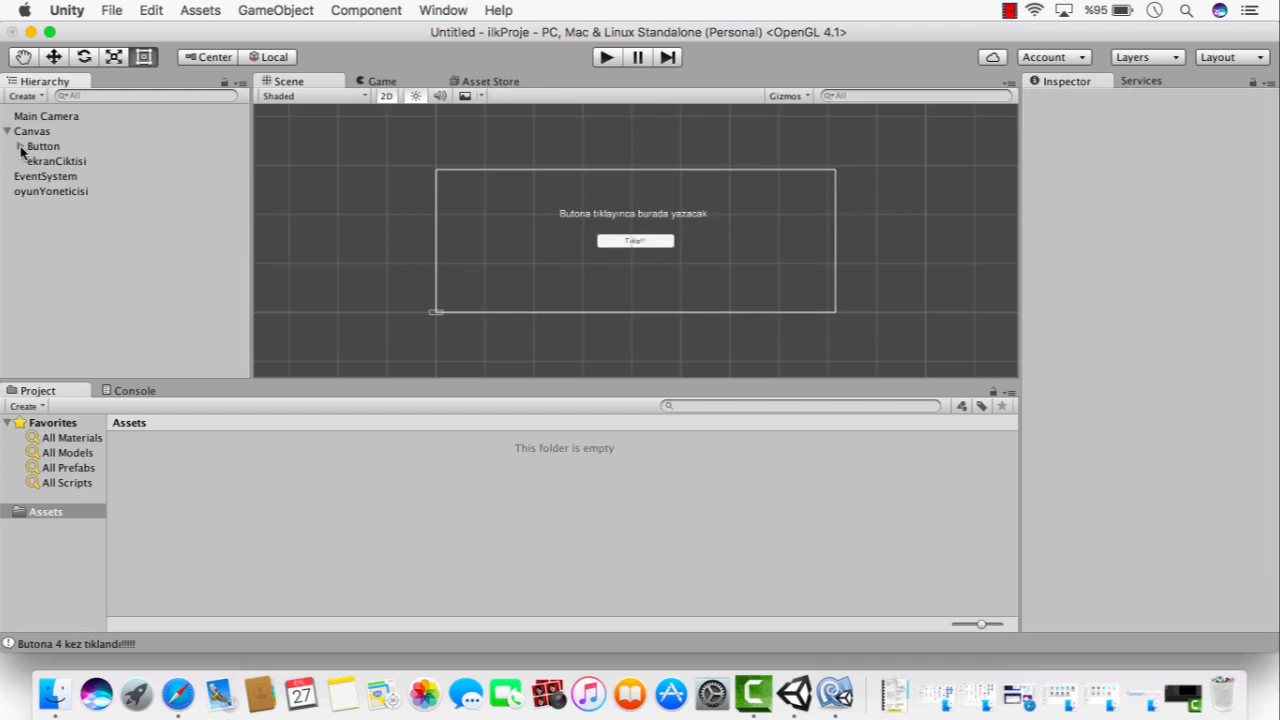 Unity File Edit Assets GameObject Component Window Help %95
Untitled - ilkProje - PC, Mac & Linux Standalone (Personal) <OpenGL 4.1>
Center Local Account Layers Layout
Hierarchy Scene Game Asset Store Inspector Services
Create All Shaded 2D Gizmos All
Main Camera
Canvas
Button
ekranCiktisi
EventSystem
oyunYoneticisi
Butona tıklayınca burada yazacak
Project Console
Create
Favorites Assets
All Materials
All Models
All Prefabs
All Scripts
Assets
This folder is empty
Butona 4 kez tıklandı!!!!!
27